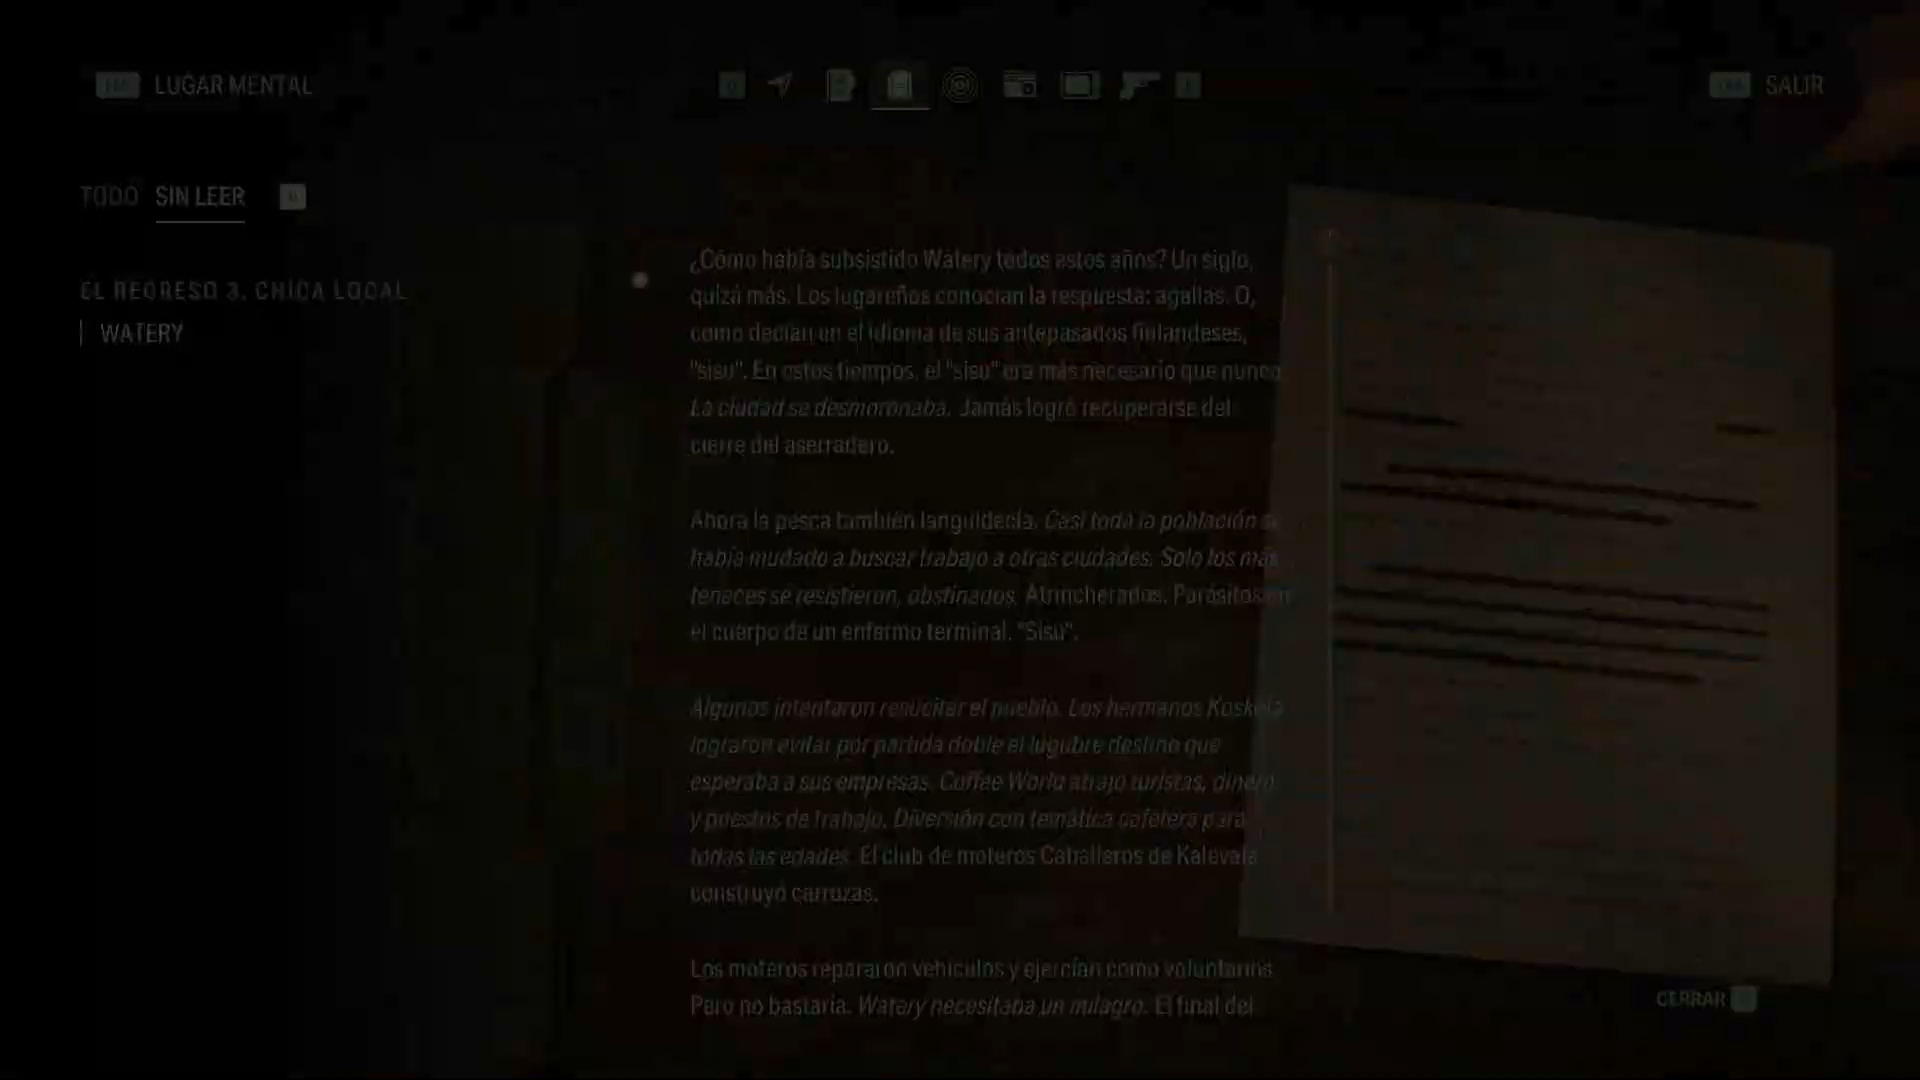 LUGAR MENTAL
SALIR
TODO SIN LEER
EL REGRESO 3. CHICA LOCAL
WATERY
¿Cómo había subsistido Watery todos estos años? Un siglo,
quizá más. Los lugareños conocían la respuesta: agallas. O,
como decían en el idioma de sus antepasados finlandeses,
"sisu". En estos tiempos, el "sisu" era más necesario que nunca
La ciudad se desmoronaba. Jamás logró recuperarse del
cierre del aserradero.
Ahora la pesca también languidecía. Casi toda la población se
había mudado a buscar trabajo a otras ciudades. Solo los más
tenaces se resistieron, obstinados. Atrincherados. Parásitos en
el cuerpo de un enfermo terminal. "Sisu".
Algunos intentaron resucitar el pueblo. Los hermanos Koskela
lograron evitar por partida doble el lúgubre destino que
esperaba a sus empresas. Coffee World atrajo turistas, dinero
y puestos de trabajo. Diversión con temática cafetera para
todas las edades. El club de moteros Caballeros de Kalevala
construyó carrozas.
Los moteros repararon vehículos y ejercían como voluntarios
Pero no bastaría. Watery necesitaba un milagro. El final del
CERRAR